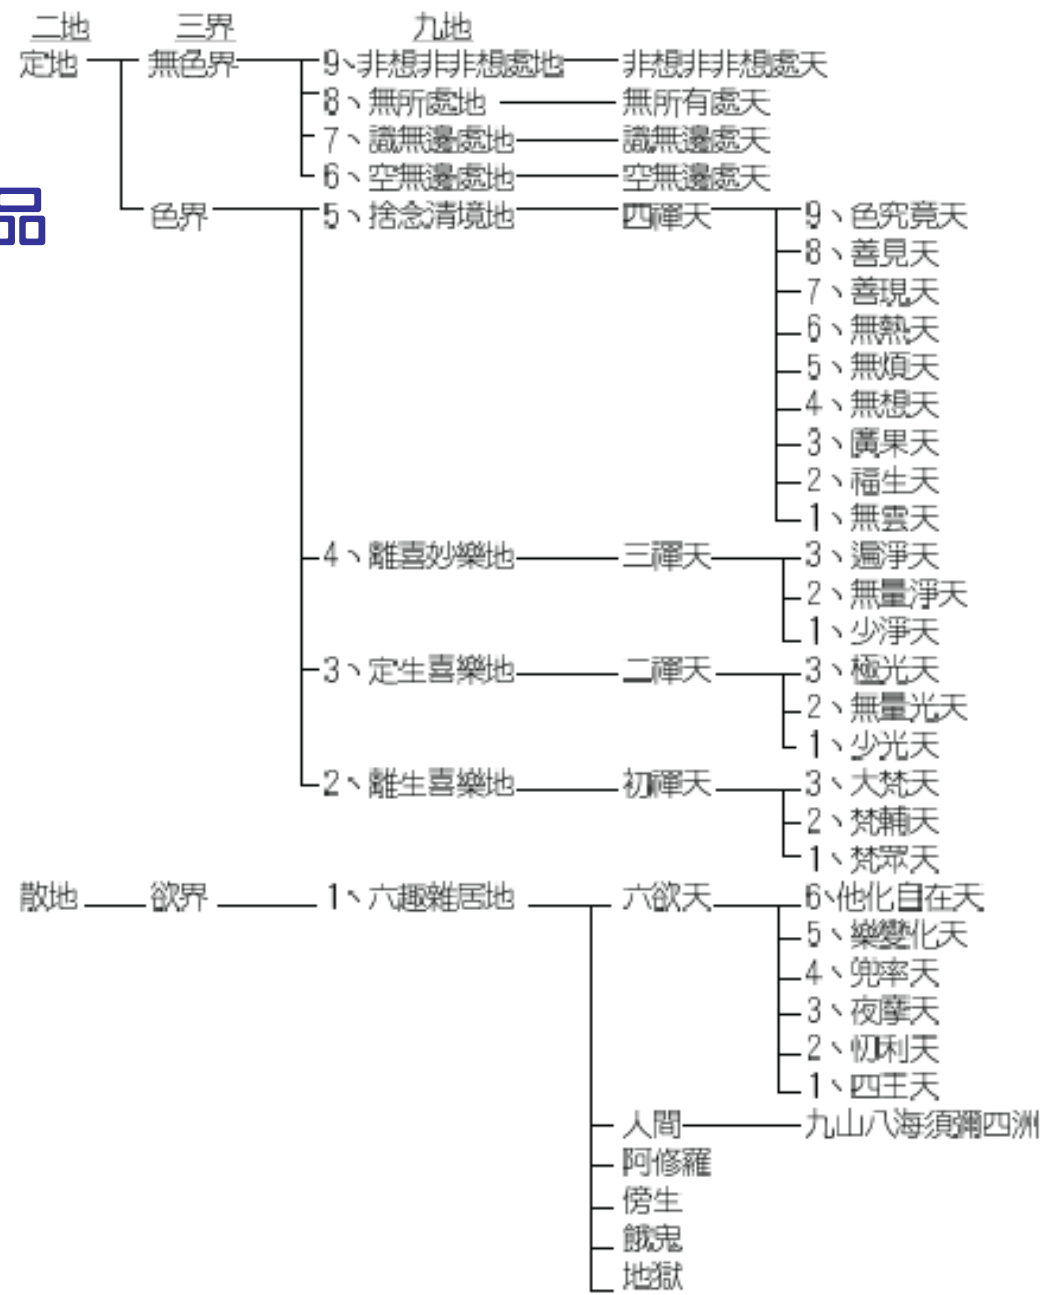 二地 三界 九地
定地 無色界 9、非想非非想處地 非想非非想處天
8、無所處地 無所有處天
7、識無邊處地 識無邊處天
6、空無邊處地 空無邊處天
品
色界 5、捨念清境地 四禪天 9、色究竟天
8、善見天
7、善現天
6、無熱天
5、無煩天
4、無想天
3、廣果天
2、福生天
1、無雲天
4、離喜妙樂地 三禪天 3、遍淨天
2、無量淨天
1、少淨天
3、定生喜樂地 二禪天 3、極光天
2、無量光天
1、少光天
2、離生喜樂地 初禪天 3、大梵天
2、梵輔天
1、梵眾天
散地 欲界 1、六趣雜居地 六欲天 6、他化自在天
5、樂變化天
4、兜率天
3、夜摩天
2、忉利天
1、四王天
人間 九山八海須彌四洲
阿修羅
傍生
餓鬼
地獄